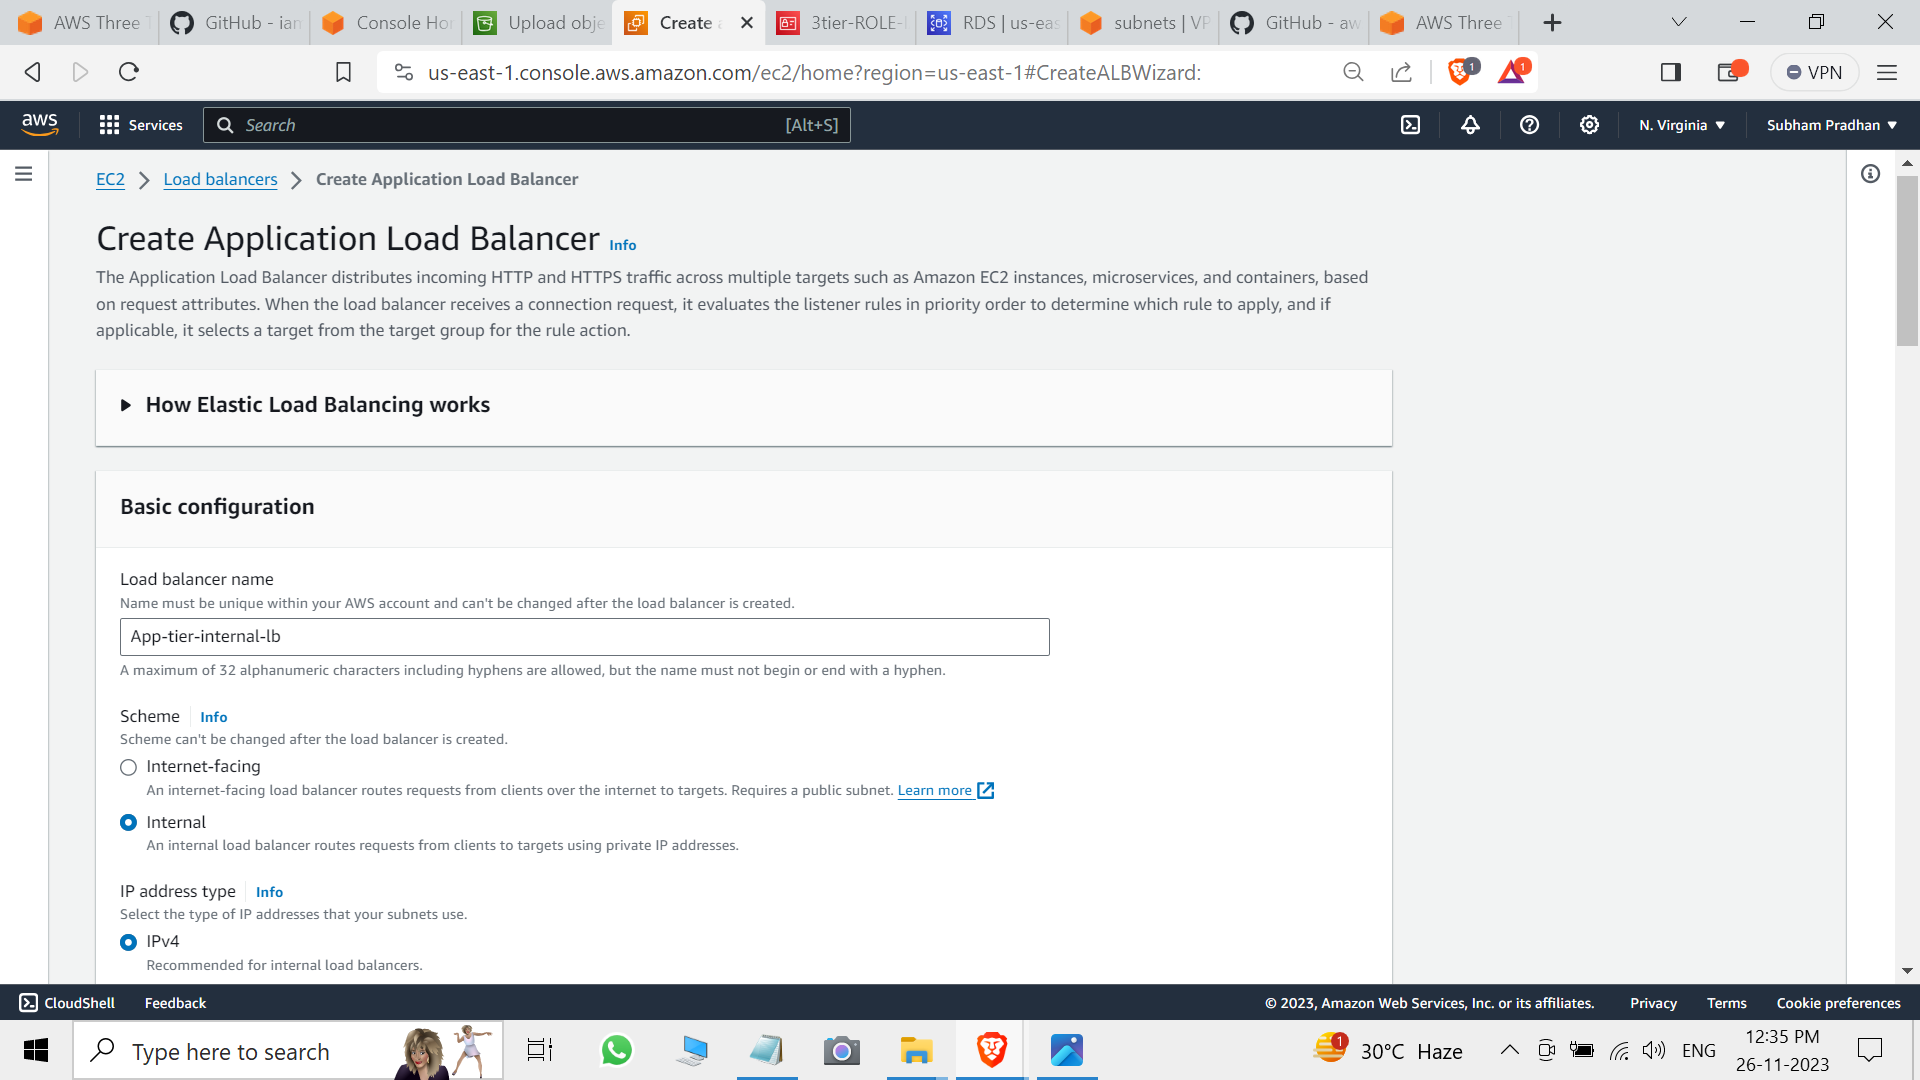 AWS Three T
GitHub - ian
Console Hor
Upload obje
Create a
3tier-ROLE-
RDS | us-eas
subnets | VP
GitHub - aw
AWS Three T
us-east-1.console.aws.amazon.com/ec2/home?region=us-east-1#CreateALBWizard:
1
1
VPN
aws
Services
Search
[Alt+S]
N. Virginia
Subham Pradhan
EC2
Load balancers
Create Application Load Balancer
Create Application Load Balancer Info
The Application Load Balancer distributes incoming HTTP and HTTPS traffic across multiple targets such as Amazon EC2 instances, microservices, and containers, based
on request attributes. When the load balancer receives a connection request, it evaluates the listener rules in priority order to determine which rule to apply, and if
applicable, it selects a target from the target group for the rule action.
How Elastic Load Balancing works
Basic configuration
Load balancer name
Name must be unique within your AWS account and can't be changed after the load balancer is created.
App-tier-internal-lb
A maximum of 32 alphanumeric characters including hyphens are allowed, but the name must not begin or end with a hyphen.
Scheme Info
Scheme can't be changed after the load balancer is created.
Internet-facing
An internet-facing load balancer routes requests from clients over the internet to targets. Requires a public subnet. Learn more
Internal
An internal load balancer routes requests from clients to targets using private IP addresses.
IP address type Info
Select the type of IP addresses that your subnets use.
IPv4
Recommended for internal load balancers.
CloudShell
Feedback
© 2023, Amazon Web Services, Inc. or its affiliates.
Privacy
Terms
Cookie preferences
Type here to search
1
30°C Haze
ENG
12:35 PM
26-11-2023